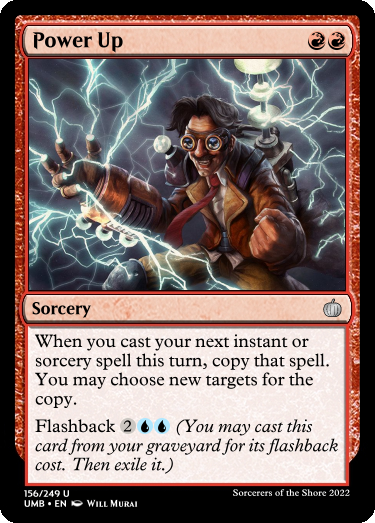 Power Up
Sorcery
When you cast your next instant or
sorcery spell this turn, copy that spell.
You may choose new targets for the
copy.
Flashback 2 (You may cast this
card from your graveyard for its flashback
cost. Then exile it.)
156/249 U
Sorcerers of the Shore 2022
UMB • EN Will Murai